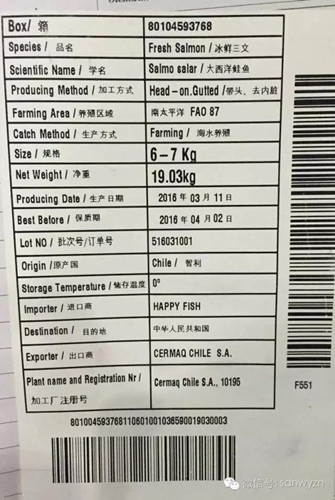 Box/ 箱 80104593768
Species / 品名 Fresh Salmon / 冰鲜三文
Scientific Name / 学名 Salmo salar / 大西洋鲑鱼
Producing Method / 加工方式 Head-on.Gutted /带头、去内脏
Farming Area / 养殖区域 南太平洋 FAO 87
Catch Method / 生产方式 Farming / 海水养殖
Size / 规格 6-7 Kg
Net Weight / 净重 19.03kg
Producing Date / 生产日期 2016 年 03 月 11 日
Best Before / 保质期 2016 年 04 月 02 日
Lot NO / 批次号/订单号 516031001
Origin /原产国 Chile / 智利
Storage Temperature / 储存温度 0°
Importer / 进口商 HAPPY FISH
Destination / 目的地 中华人民共和国
Exporter / 出口商 CERMAQ CHILE S.A.
Plant name and Registration Nr / Cermaq Chile S.A., 10195
加工厂注册号
F551
801004593768110601001036590019030003
微信号: sanwyzn